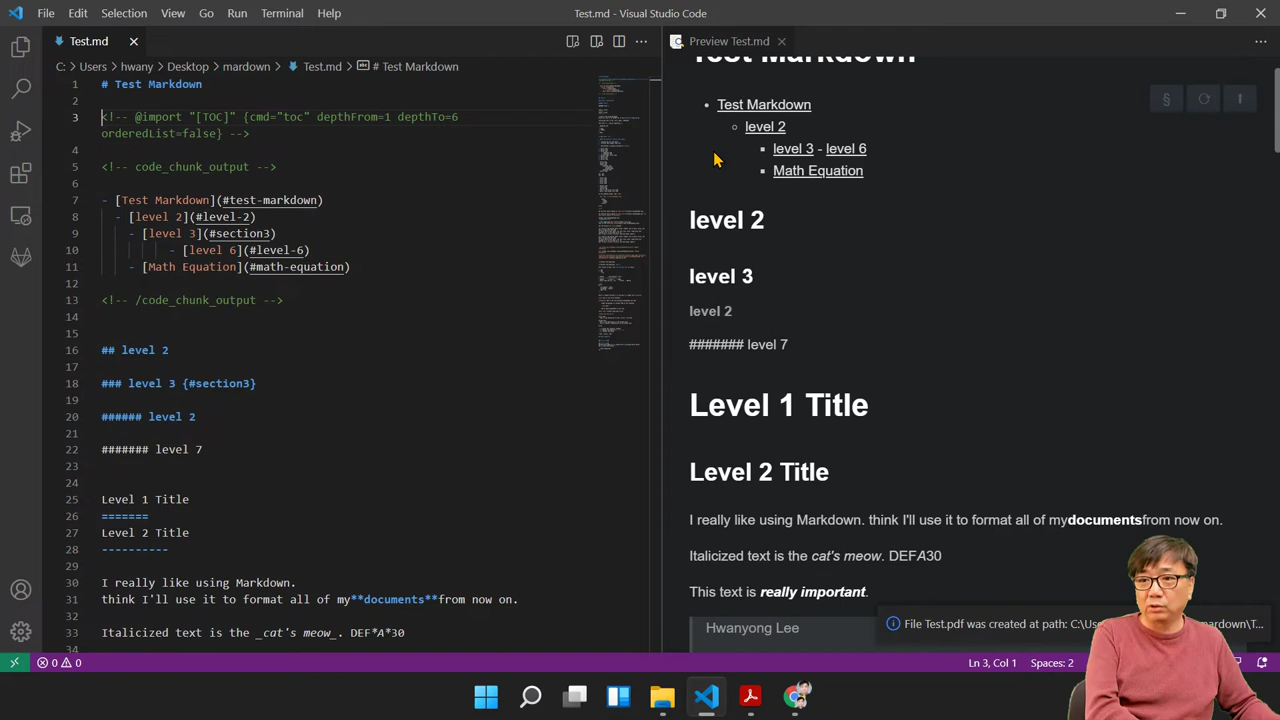 File Edit Selection View Go Run Terminal Help
Test.md - Visual Studio Code
Test.md
C: > Users > hwany > Desktop > mardown > Test.md > # Test Markdown
1 # Test Markdown
2
<!-- @ "[TOC]" {cmd="toc" depthFrom=1 depthTo=6
orderedList=false} -->
<!-- code_chunk_output -->
6
- [Test Markdown](#test-markdown)
- [level 2](#level-2)
- [level (#section3)
10 level 6](#level-6)
11 - [Math Equation](#math-equation)
12
13 <!-- /code_chunk_output -->
14
15
16 ## level 2
17
18 ### level 3 {#section3}
19
20 ###### level 2
21
22 ####### level 7
23
24
25 Level 1 Title
26 =======
27 Level 2 Title
28 ----------
29
30 I really like using Markdown.
31 think I'll use it to format all of my**documents**from now on.
32
33 Italicized text is the _cat's meow_. DEF*A*30
34
Preview Test.md
Test Markdown
• Test Markdown
level 2
level 3 - level 6
Math Equation
level 2
level 3
level 2
####### level 7
Level 1 Title
Level 2 Title
I really like using Markdown. think I'll use it to format all of mydocumentsfrom now on.
Italicized text is the cat's meow. DEFA30
This text is really important.
Hwanyong Lee
File Test.pdf was created at path: C:\Us mardown\T...
0 0
Ln 3, Col 1 Spaces: 2